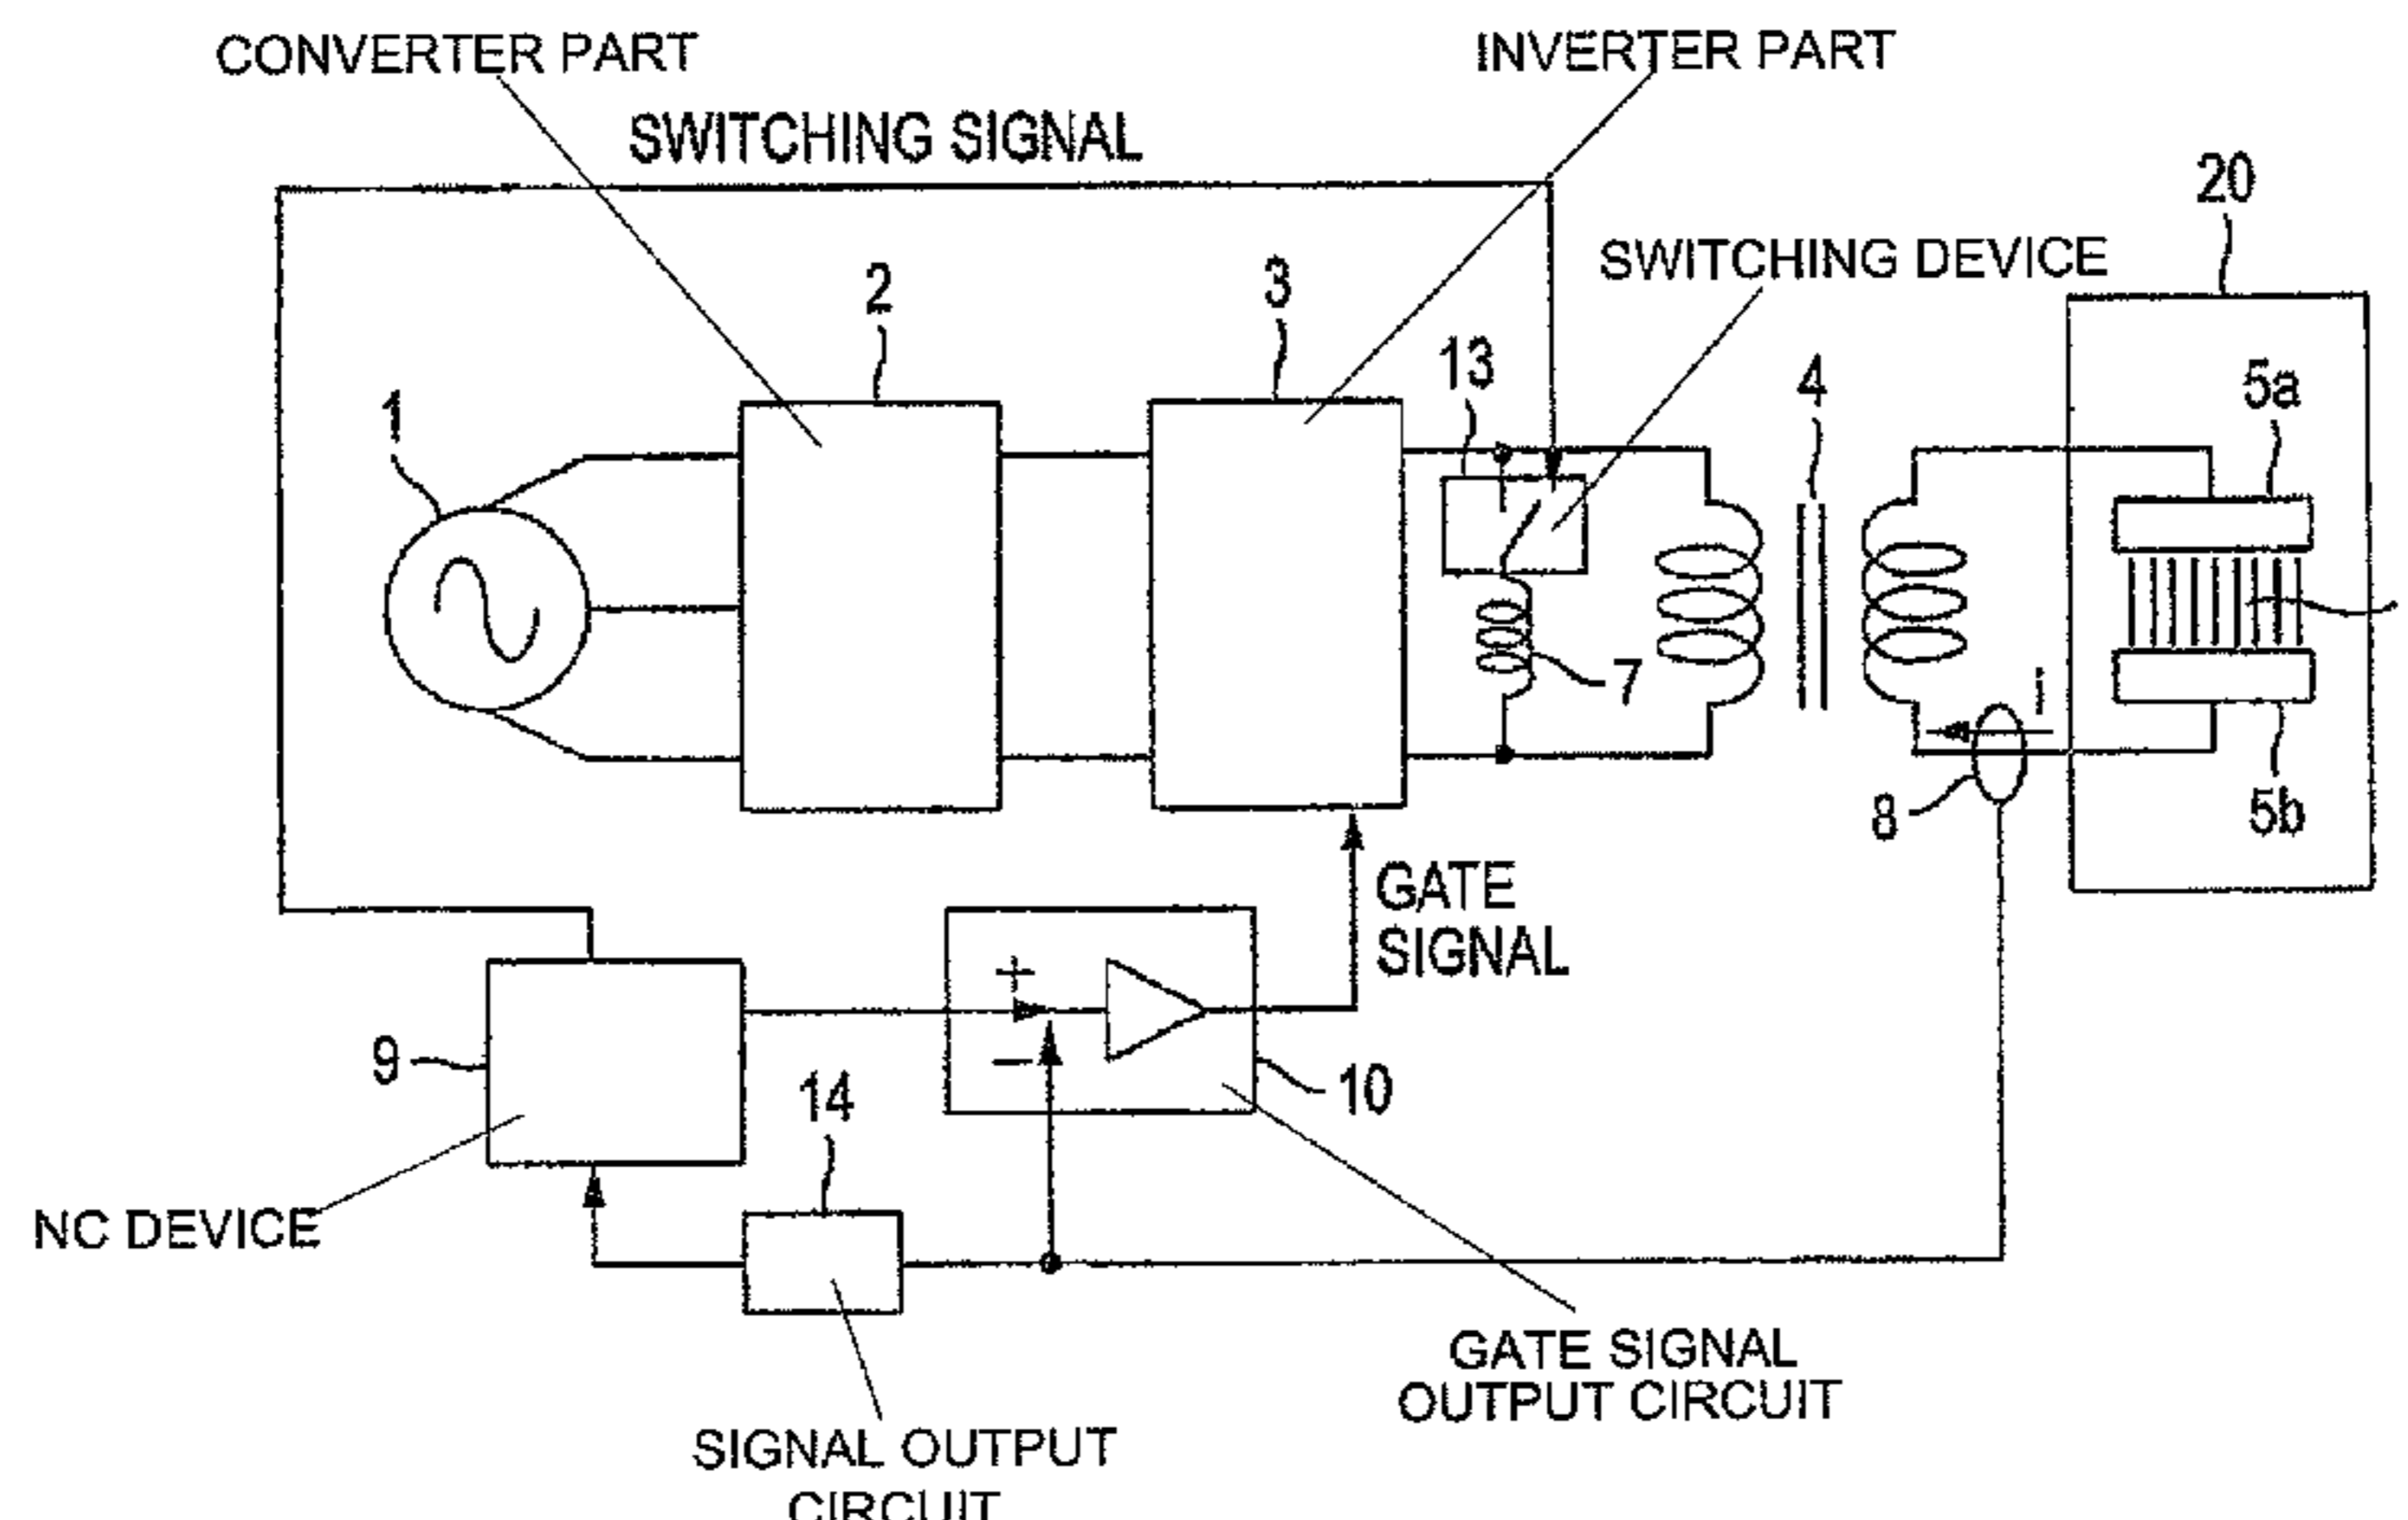 CONVERTER PART
INVERTER PART
SWITCHING SIGNAL
20
SWITCHING DEVICE
2
3
13
4
5a
1
7
i
8
5b
GATE
SIGNAL
+
−
9
10
14
NC DEVICE
GATE SIGNAL
OUTPUT CIRCUIT
SIGNAL OUTPUT
CIRCUIT